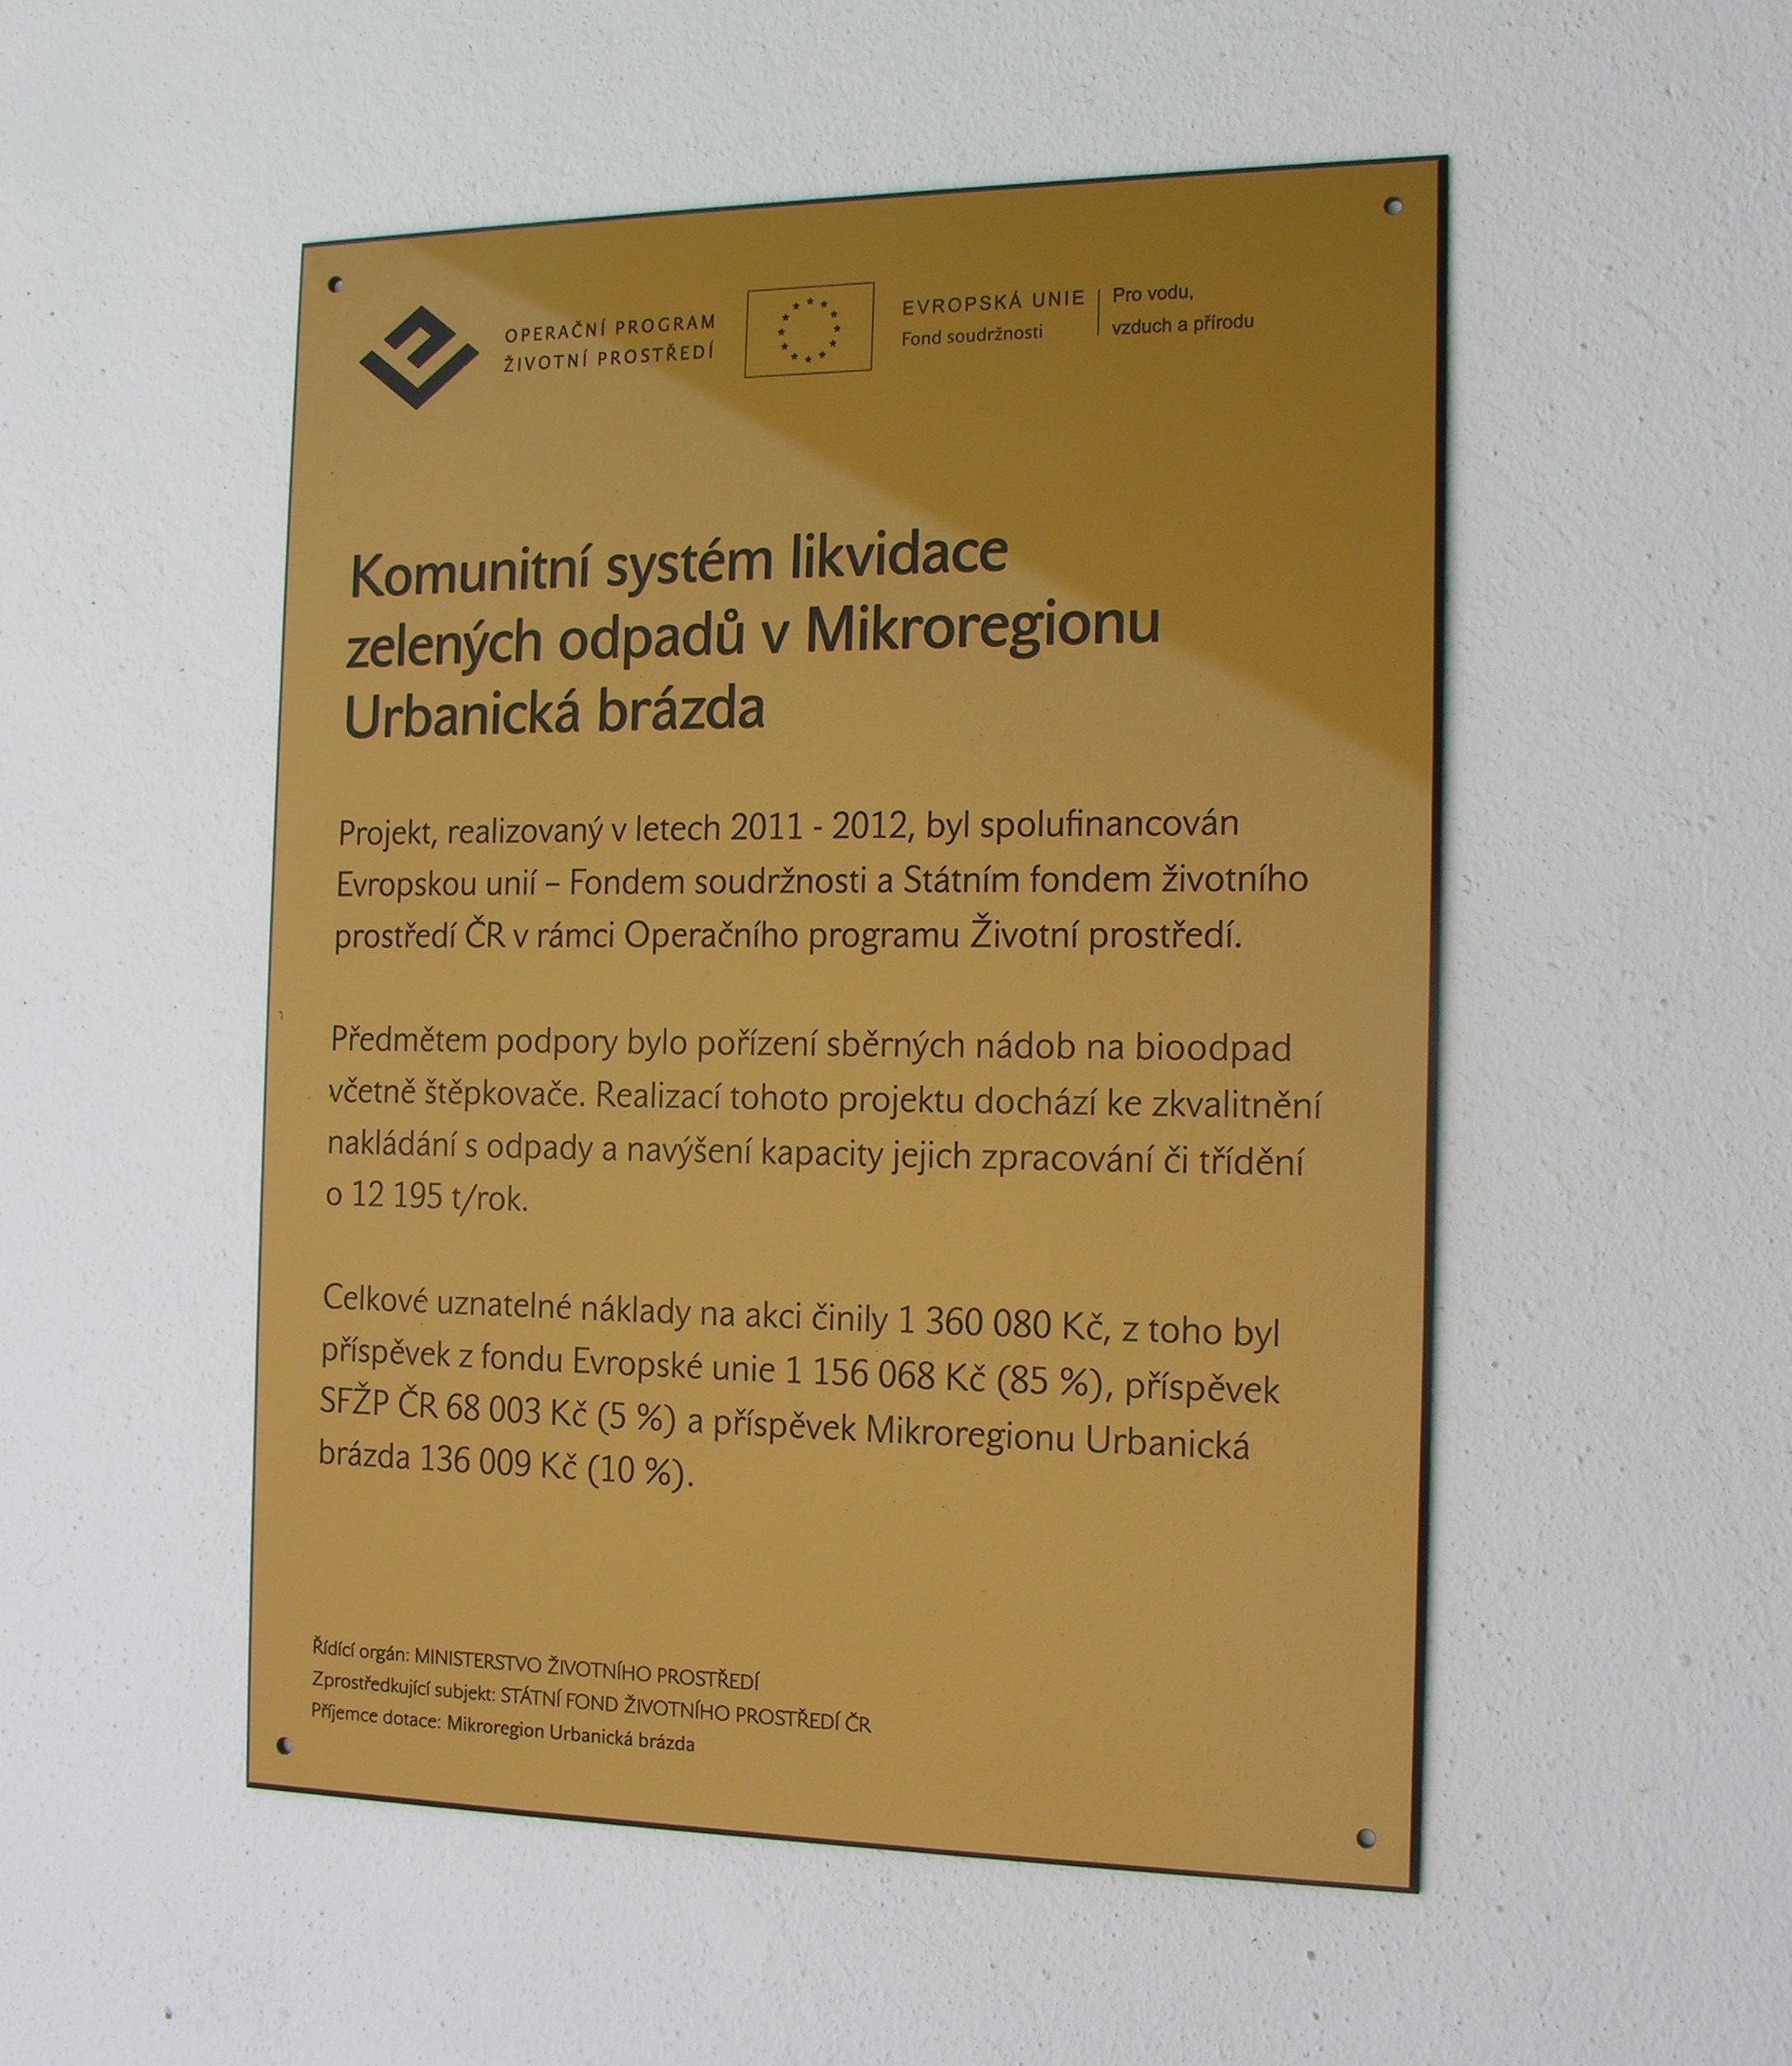 OPERAČNÍ PROGRAM
ŽIVOTNÍ PROSTŘEDÍ
EVROPSKÁ UNIE
Fond soudržnosti
Pro vodu,
vzduch a přírodu
Komunitní systém likvidace
zelených odpadů v Mikroregionu
Urbanická brázda
Projekt, realizovaný v letech 2011 - 2012, byl spolufinancován
Evropskou unií – Fondem soudržnosti a Státním fondem životního
prostředí ČR v rámci Operačního programu Životní prostředí.
Předmětem podpory bylo pořízení sběrných nádob na bioodpad
včetně štěpkovače. Realizací tohoto projektu dochází ke zkvalitnění
nakládání s odpady a navýšení kapacity jejich zpracování či třídění
o 12 195 t/rok.
Celkové uznatelné náklady na akci činily 1 360 080 Kč, z toho byl
příspěvek z fondu Evropské unie 1 156 068 Kč (85 %), příspěvek
SFŽP ČR 68 003 Kč (5 %) a příspěvek Mikroregionu Urbanická
brázda 136 009 Kč (10 %).
Řídící orgán: MINISTERSTVO ŽIVOTNÍHO PROSTŘEDÍ
Zprostředkující subjekt: STÁTNÍ FOND ŽIVOTNÍHO PROSTŘEDÍ ČR
Příjemce dotace: Mikroregion Urbanická brázda